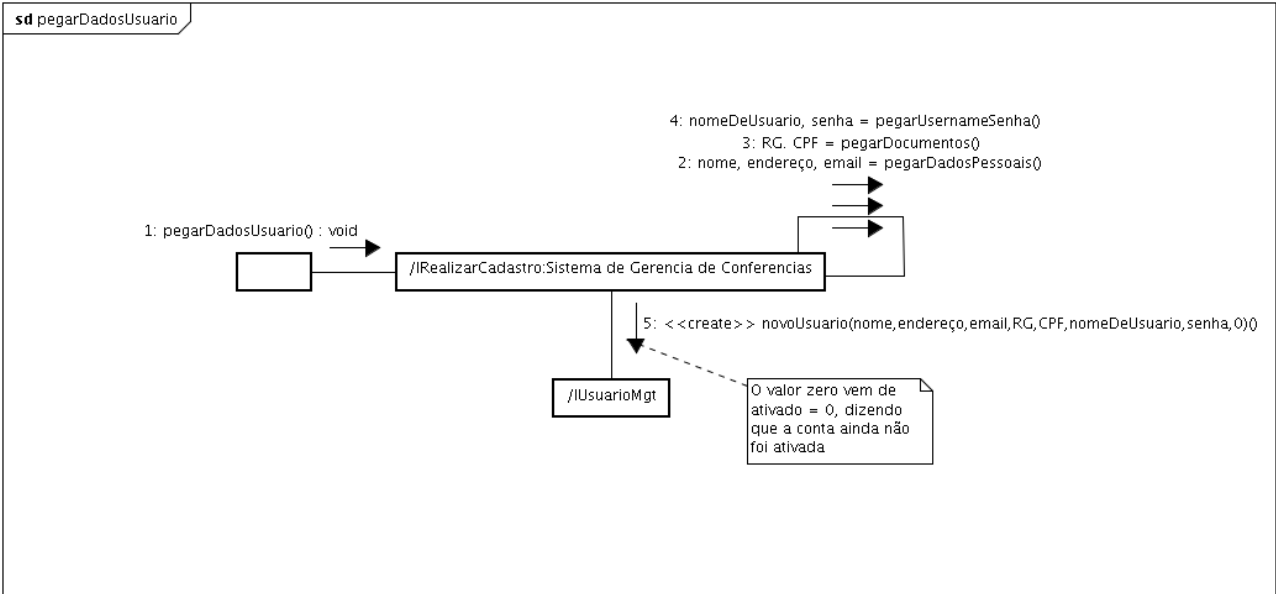 sd pegarDadosUsuario
4: nomeDeUsuario, senha = pegarUsernameSenha()
3: RG. CPF = pegarDocumentos()
2: nome, endereço, email = pegarDadosPessoais()
1: pegarDadosUsuario() : void
/IRealizarCadastro:Sistema de Gerencia de Conferencias
5: <<create>> novoUsuario(nome,endereço,email,RG,CPF,nomeDeUsuario,senha,0)()
/IUsuarioMgt
O valor zero vem de
ativado = 0, dizendo
que a conta ainda não
foi ativada